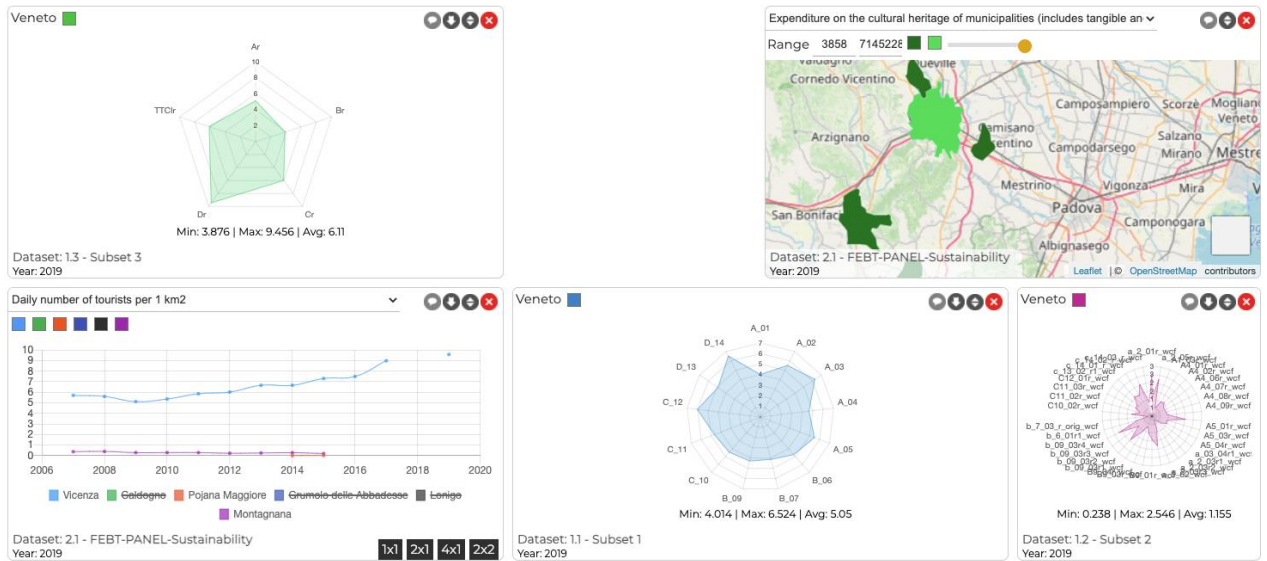 Veneto
Ar
10
8
6
4
2
TTClr
Br
Dr
Cr
Min: 3.876 | Max: 9.456 | Avg: 6.11
Dataset: 1.3 - Subset 3
Year: 2019
Expenditure on the cultural heritage of municipalities (includes tangible an
Range 3858 7145228
Queville
Cornedo Vicentino
Camposampiero Scorzè Mogliano
Veneto
Arzignano
Camisano
Vicentino
Campodarsego
Salzano
Mirano
Mestre
Mestrino
Vigonza
Mira
San Bonifacio
Padova
Camponogara
Albignasego
Dataset: 2.1 - FEBT-PANEL-Sustainability
Year: 2019
Leaflet | © OpenStreetMap contributors
Daily number of tourists per 1 km2
10
9
8
7
6
5
4
3
2
1
0
2006 2008 2010 2012 2014 2016 2018 2020
Vicenza Caldogno Pojana Maggiore Grumolo delle Abbadesse Lonigo
Montagnana
Dataset: 2.1 - FEBT-PANEL-Sustainability
Year: 2019
1x1 2x1 4x1 2x2
Veneto
A_01
D_14
A_02
7
6
5
4
3
2
1
D_13
A_03
C_12
A_04
C_11
A_05
C_10
B_06
B_09
B_07
Min: 4.014 | Max: 6.524 | Avg: 5.05
Dataset: 1.1 - Subset 1
Year: 2019
Veneto
a_2_01r_wcf
C12_01r_wcf
C11_03r_wcf
C11_02r_wcf
C10_02r_wcf
A4_01r_wcf
A4_02r_wcf
A4_06r_wcf
A4_07r_wcf
A4_08r_wcf
A4_09r_wcf
b_7_03_r_orig_wcf
b_6_01r1_wcf
b_09_03r4_wcf
b_09_03r2_wcf
A5_01r_wcf
A5_03r_wcf
A5_04r_wcf
a_03_04r1_wcf
Min: 0.238 | Max: 2.546 | Avg: 1.155
Dataset: 1.2 - Subset 2
Year: 2019